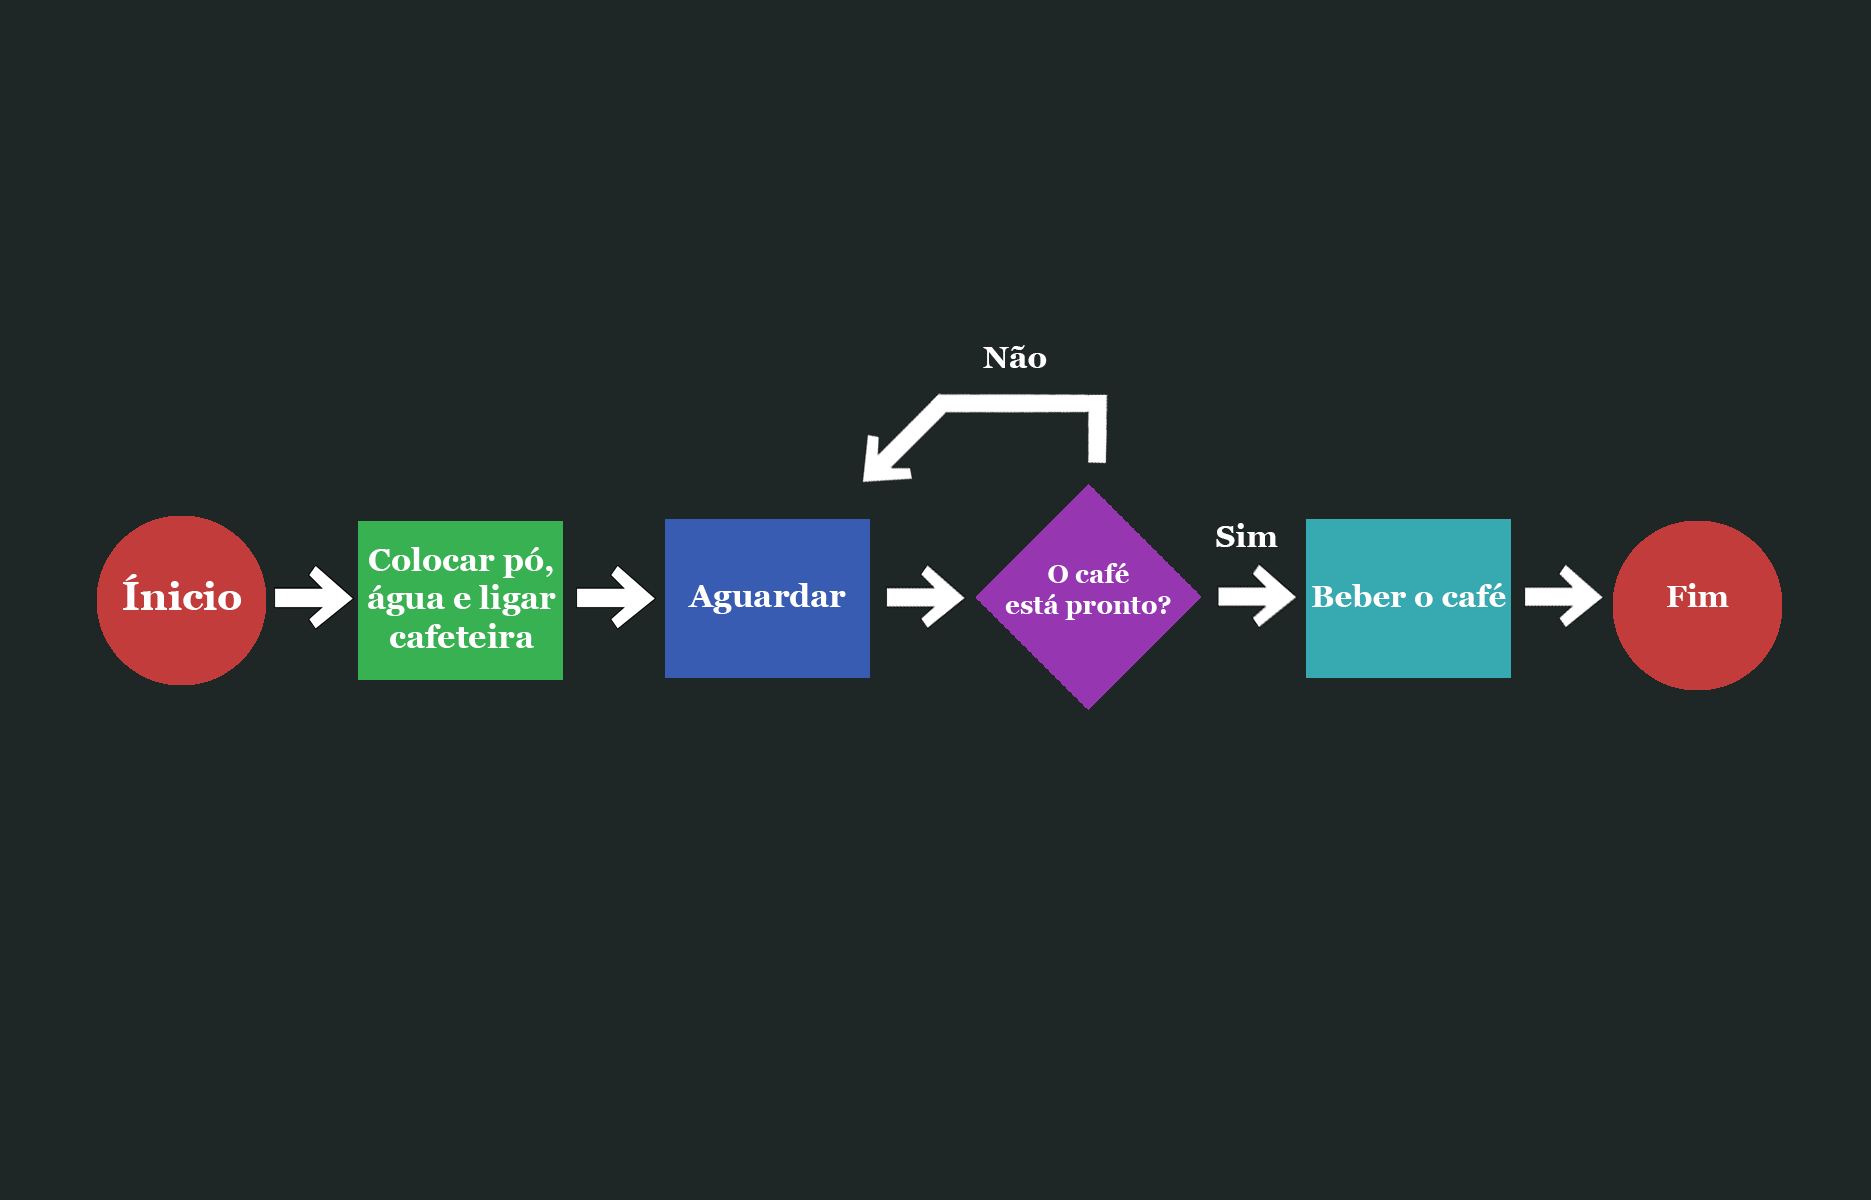 Não
Ínicio
Colocar pó,
água e ligar
cafeteira
Aguardar
O café
está pronto?
Sim
Beber o café
Fim